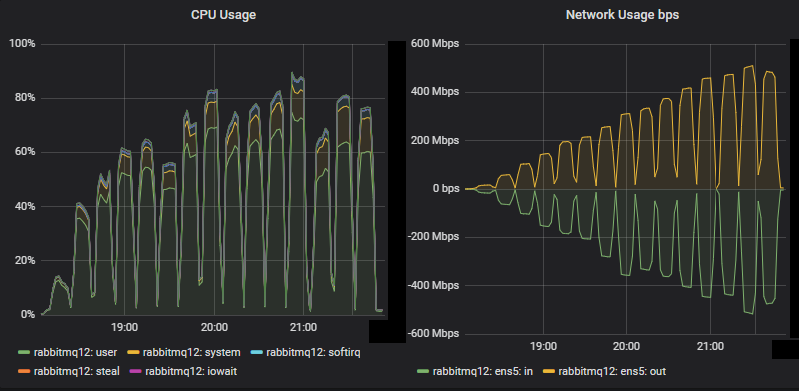 CPU Usage
100%
80%
60%
40%
20%
0%
19:00 20:00 21:00
rabbitmq12: user rabbitmq12: system rabbitmq12: softirq
rabbitmq12: steal rabbitmq12: iowait
Network Usage bps
600 Mbps
400 Mbps
200 Mbps
0 bps
-200 Mbps
-400 Mbps
-600 Mbps
19:00 20:00 21:00
rabbitmq12: ens5: in rabbitmq12: ens5: out